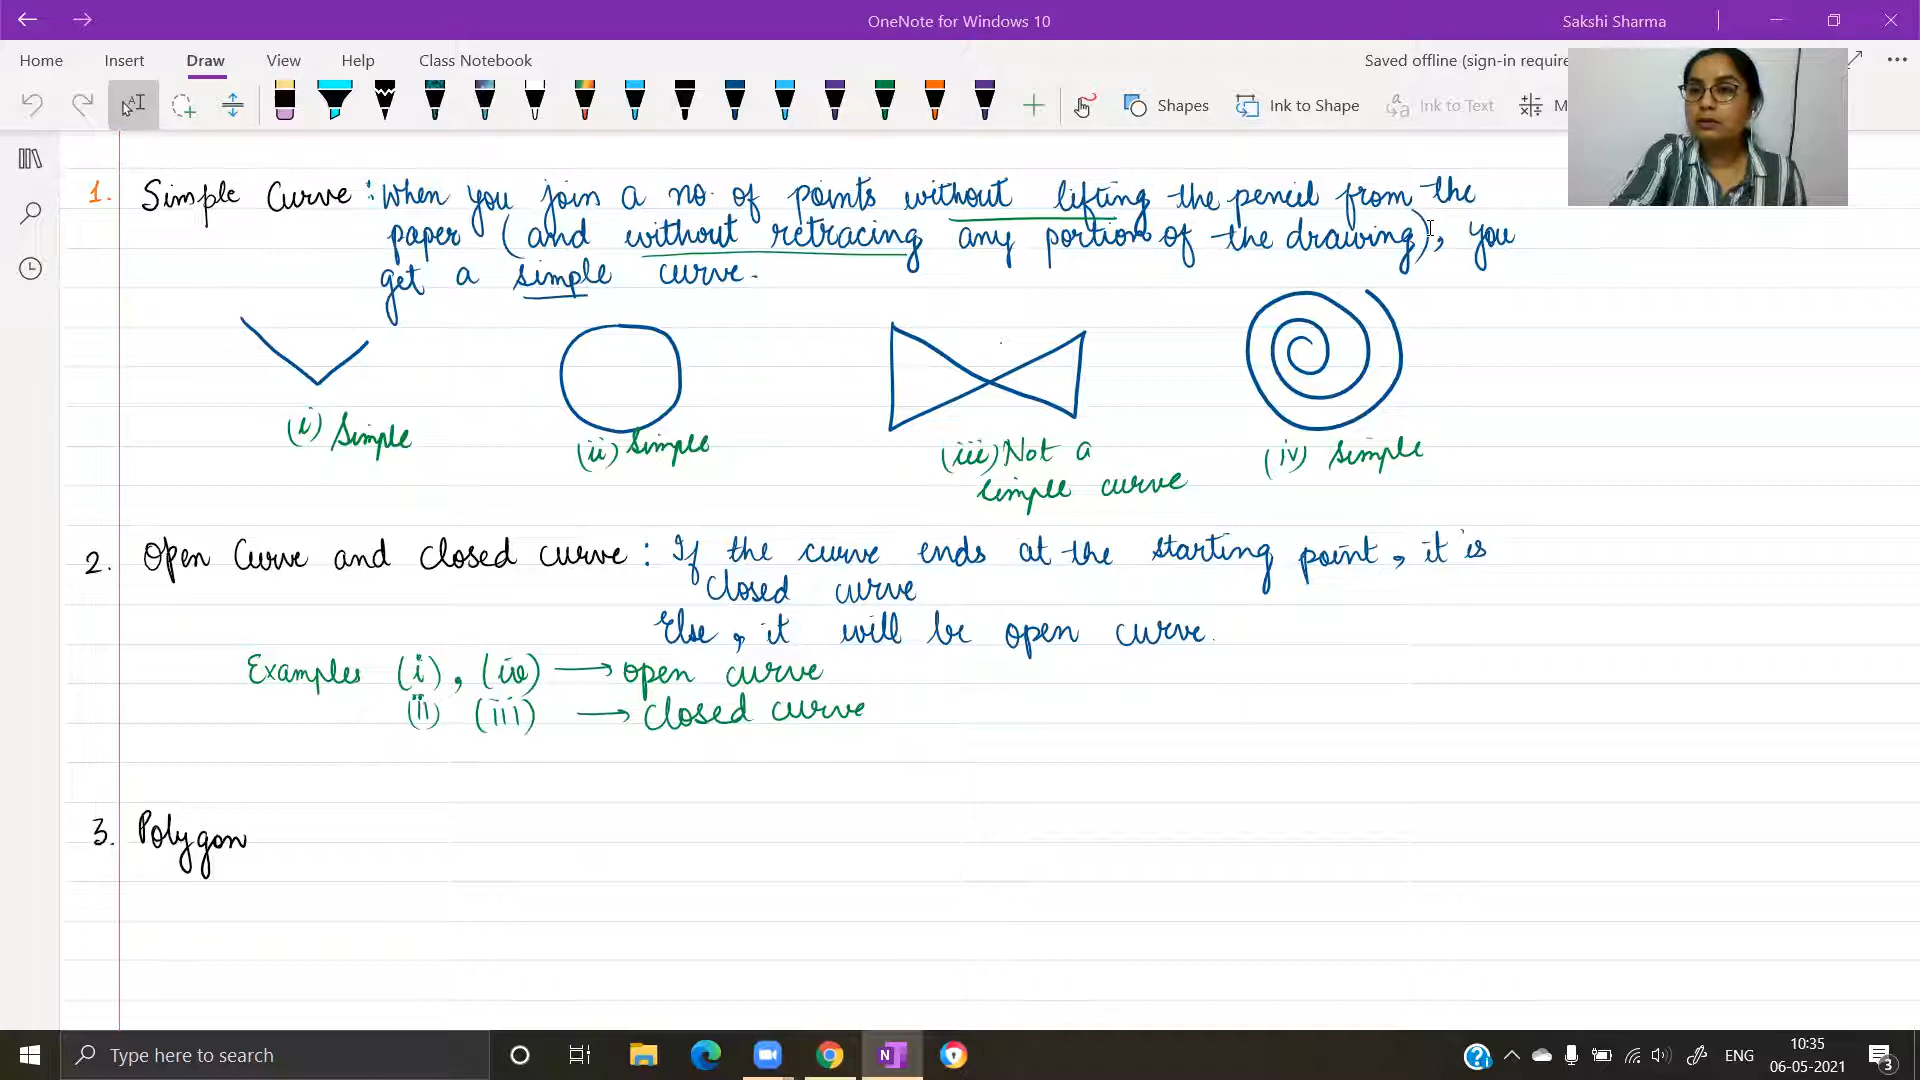 OneNote for Windows 10
Sakshi Sharma
Home Insert Draw View Help Class Notebook
Saved offline (sign-in require
Shapes Ink to Shape Ink to Text M
1. Simple Curve : When you join a no. of points without lifting the pencil from the
paper (and without retracing any portion of the drawing), you
get a simple curve.
(i) Simple
(ii) Simple
(iii) Not a
simple curve
(iv) Simple
2. Open Curve and closed curve : If the curve ends at the starting point, it is
closed curve
Else, it will be open curve.
Examples (i), (iv) → open curve
(ii) (iii) → closed curve
3. Polygon
Type here to search
ENG
10:35
06-05-2021
3